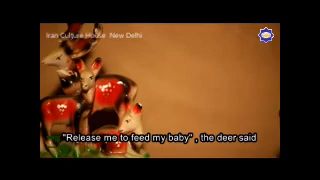 Iran Culture House New Delhi
"Release me to feed my baby" , the deer said